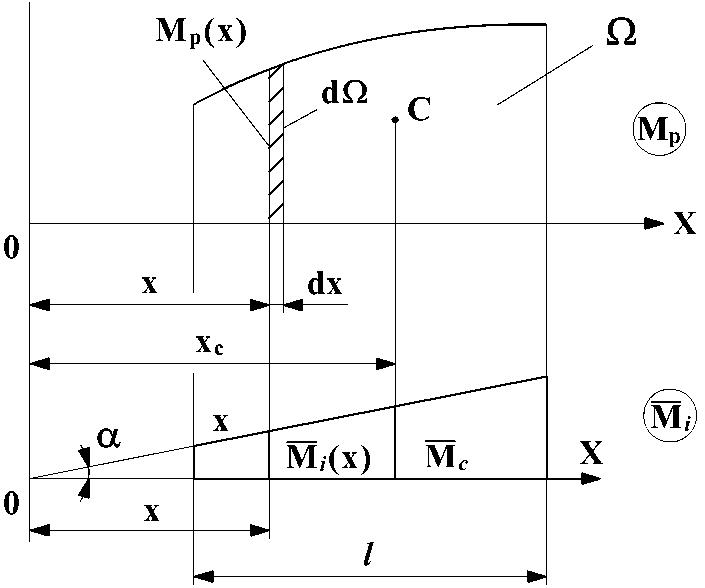 Mp(x)
Ω
dΩ
C
Mp
X
0
x
dx
xc
α
x
M̅i(x)
M̅c
M̅i
X
0
x
l